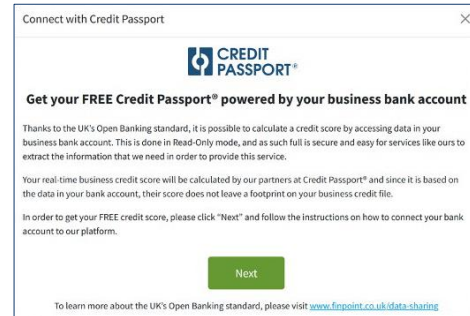 Connect with Credit Passport
CREDIT
PASSPORT®
Get your FREE Credit Passport® powered by your business bank account
Thanks to the UK's Open Banking standard, it is possible to calculate a credit score by accessing data in your
business bank account. This is done in Read-Only mode, and as such full is secure and easy for services like ours to
extract the information that we need in order to provide this service.
Your real-time business credit score will be calculated by our partners at Credit Passport® and since it is based on
the data in your bank account, their score does not leave a footprint on your business credit file.
In order to get your FREE credit score, please click "Next" and follow the instructions on how to connect your bank
account to our platform.
Next
To learn more about the UK's Open Banking standard, please visit www.finpoint.co.uk/data-sharing